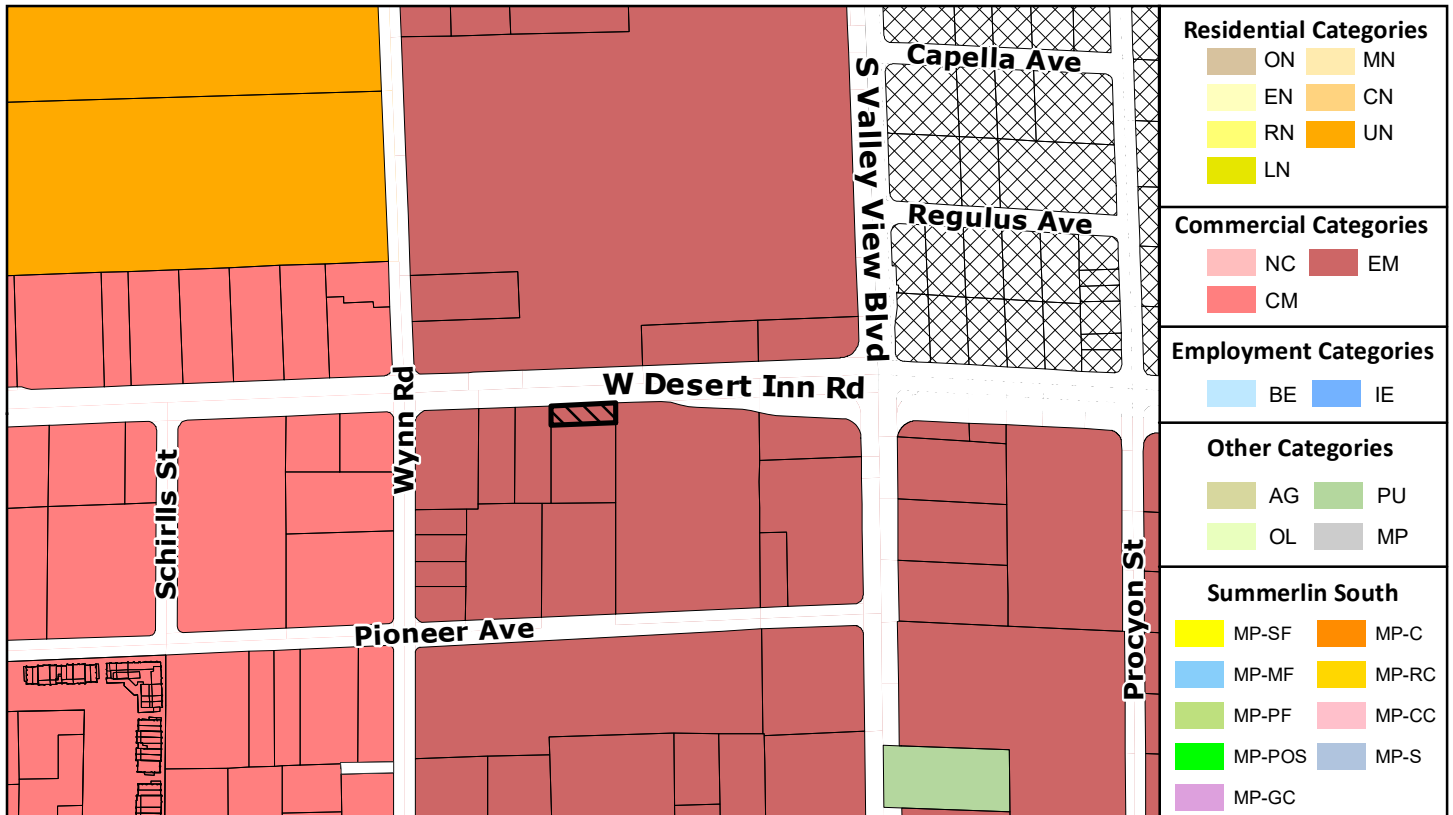 Capella Ave
S Valley View Blvd
Regulus Ave
W Desert Inn Rd
Wynn Rd
Schirlls St
Pioneer Ave
Procyon St
Residential Categories
ON MN
EN CN
RN UN
LN
Commercial Categories
NC EM
CM
Employment Categories
BE IE
Other Categories
AG PU
OL MP
Summerlin South
MP-SF MP-C
MP-MF MP-RC
MP-PF MP-CC
MP-POS MP-S
MP-GC